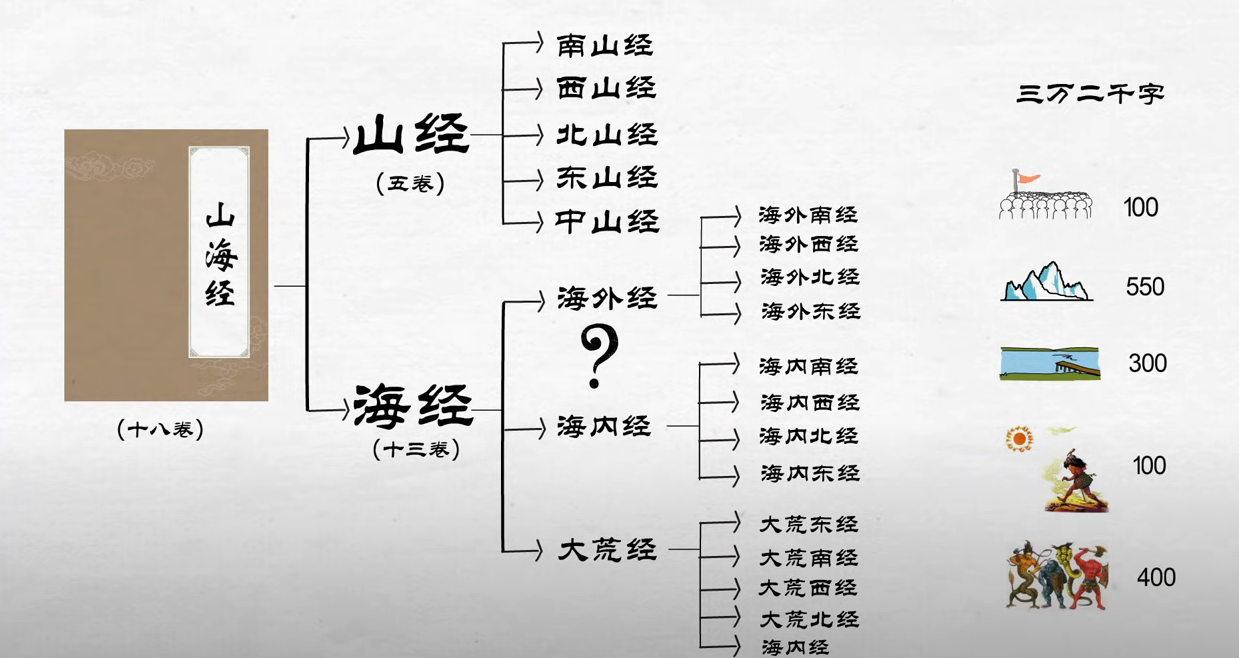 山海经
(十八卷)
山经
(五卷)
南山经
西山经
北山经
东山经
中山经
海经
(十三卷)
海外经
?
海内经
大荒经
海外南经
海外西经
海外北经
海外东经
海内南经
海内西经
海内北经
海内东经
大荒东经
大荒南经
大荒西经
大荒北经
海内经
三万二千字
100
550
300
100
400